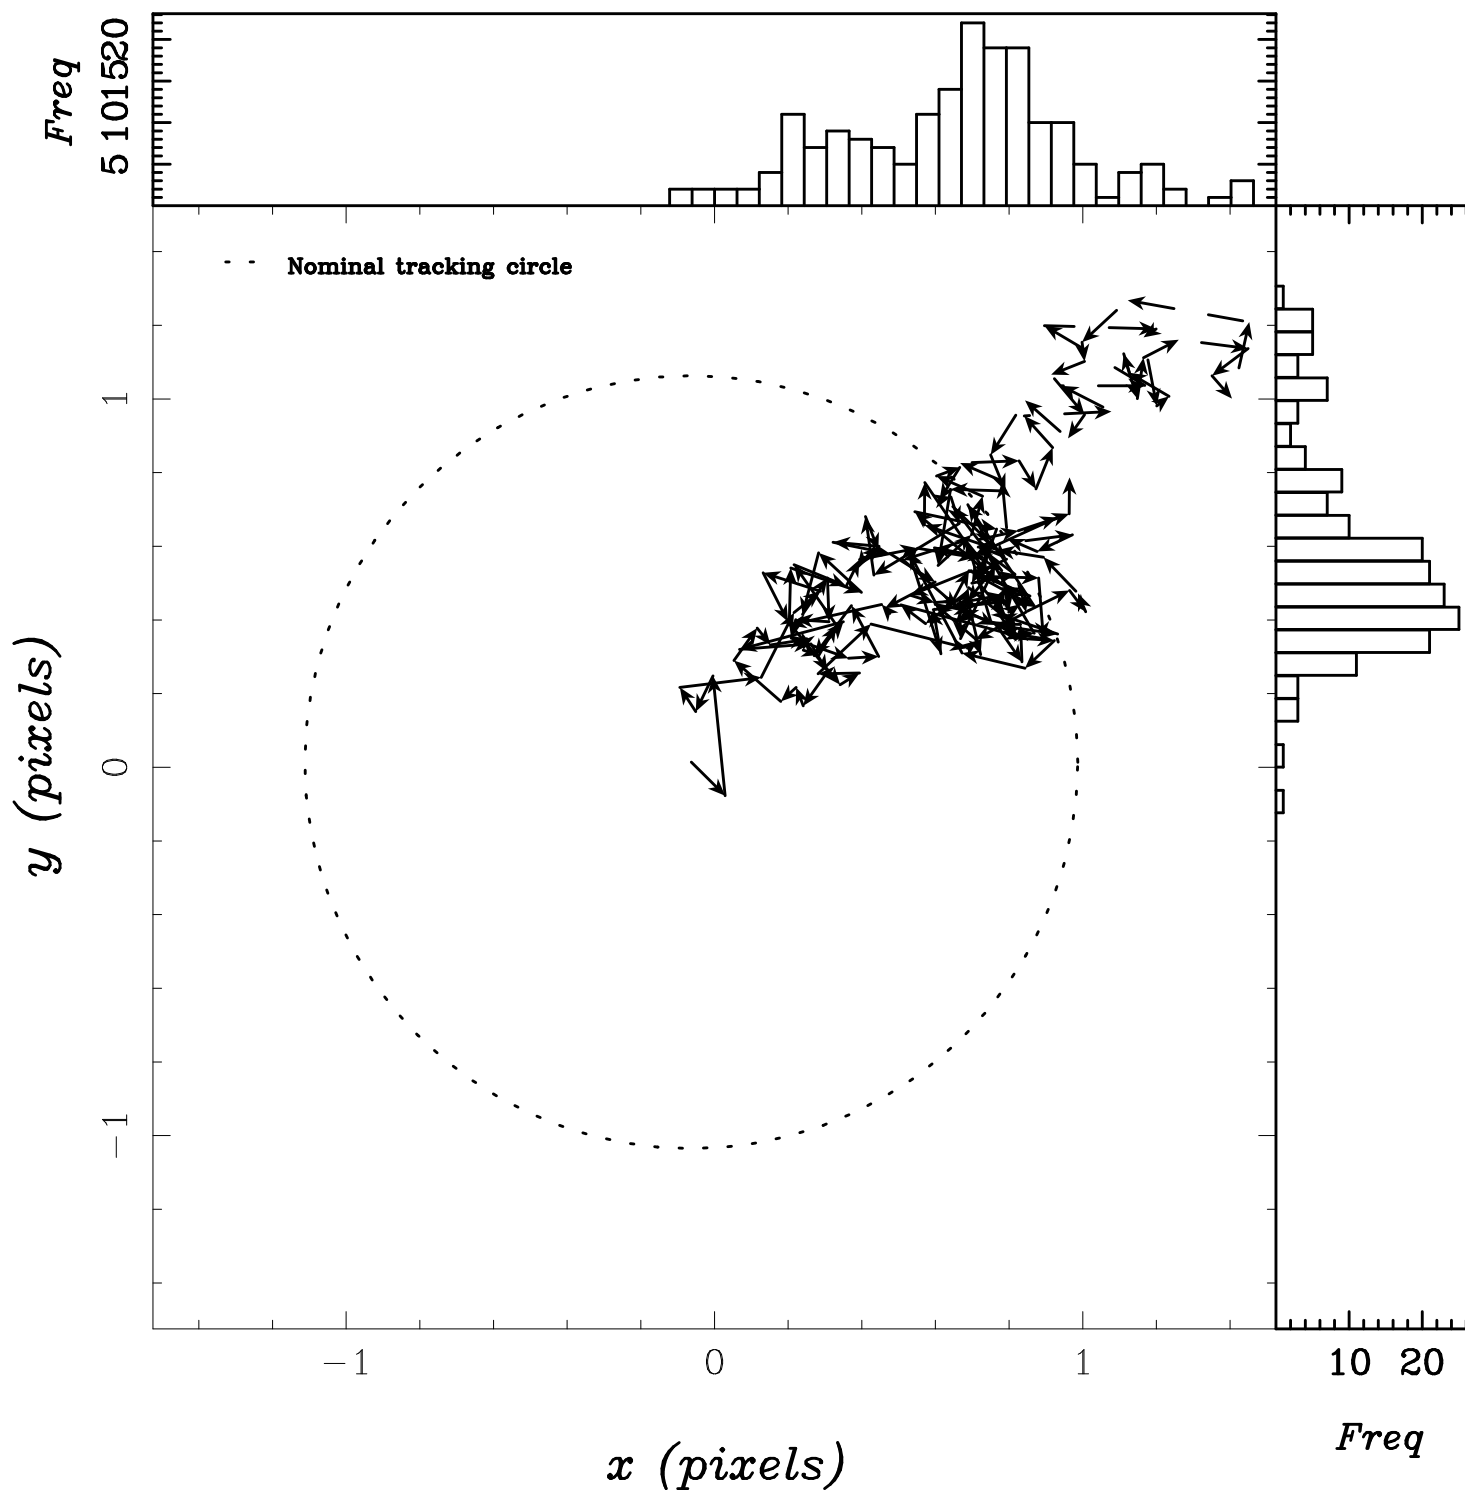 Freq
5 10 15 20
Nominal tracking circle
y (pixels)
1
0
−1
−1 0 1
10 20
x (pixels)
Freq